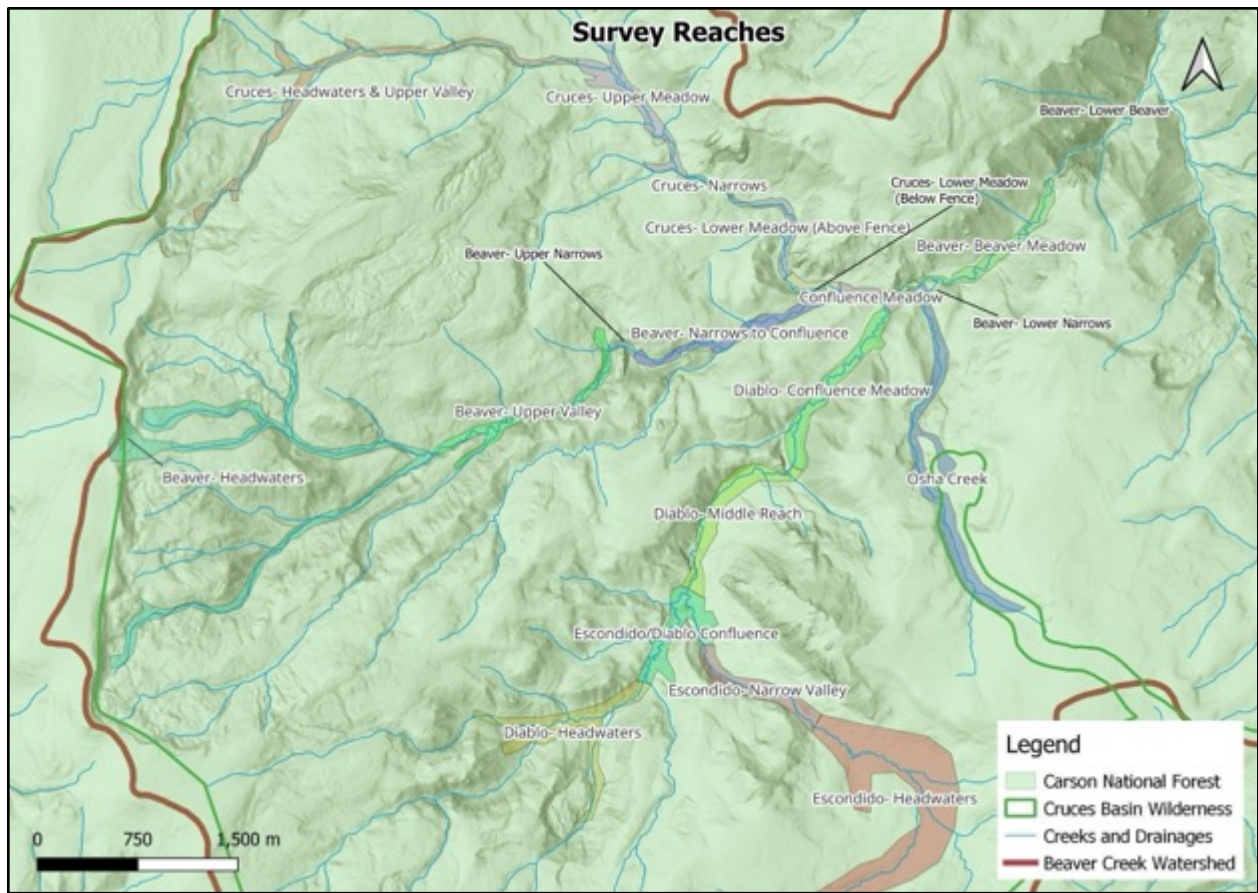 Survey Reaches
Cruces- Headwaters & Upper Valley
Cruces- Upper Meadow
Beaver- Lower Beaver
Cruces- Narrows
Cruces- Lower Meadow
(Below Fence)
Cruces- Lower Meadow (Above Fence)
Beaver- Beaver Meadow
Beaver- Upper Narrows
Confluence Meadow
Beaver- Lower Narrows
Beaver- Narrows to Confluence
Diablo- Confluence Meadow
Beaver- Upper Valley
Beaver- Headwaters
Osha Creek
Diablo- Middle Reach
Escondido/Diablo Confluence
Escondido- Narrow Valley
Diablo- Headwaters
Escondido- Headwaters
Legend
Carson National Forest
Cruces Basin Wilderness
Creeks and Drainages
Beaver Creek Watershed
0 750 1,500 m